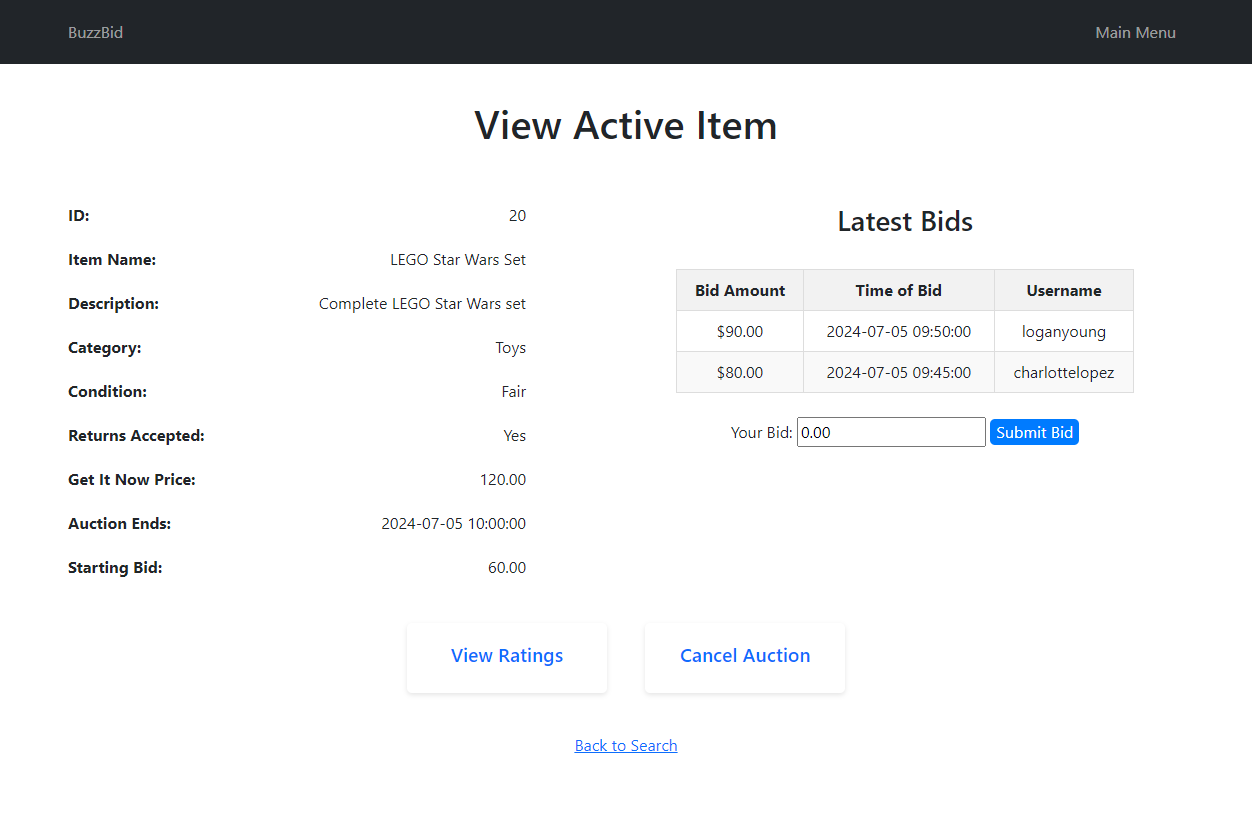 BuzzBid Main Menu
View Active Item
ID: 20
Item Name: LEGO Star Wars Set
Description: Complete LEGO Star Wars set
Category: Toys
Condition: Fair
Returns Accepted: Yes
Get It Now Price: 120.00
Auction Ends: 2024-07-05 10:00:00
Starting Bid: 60.00
Latest Bids
Bid Amount Time of Bid Username
$90.00 2024-07-05 09:50:00 loganyoung
$80.00 2024-07-05 09:45:00 charlottelopez
Your Bid: 0.00 Submit Bid
View Ratings Cancel Auction
Back to Search